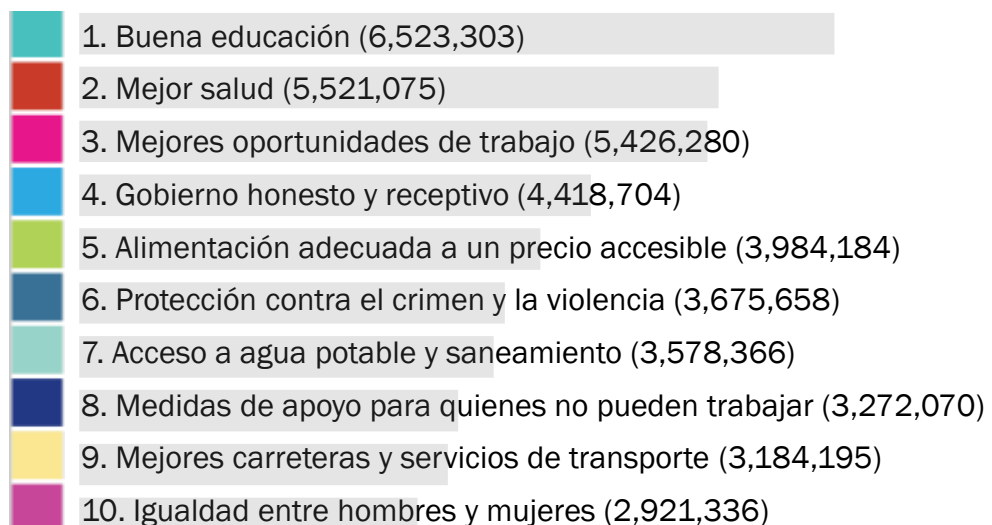 1. Buena educación (6,523,303)
2. Mejor salud (5,521,075)
3. Mejores oportunidades de trabajo (5,426,280)
4. Gobierno honesto y receptivo (4,418,704)
5. Alimentación adecuada a un precio accesible (3,984,184)
6. Protección contra el crimen y la violencia (3,675,658)
7. Acceso a agua potable y saneamiento (3,578,366)
8. Medidas de apoyo para quienes no pueden trabajar (3,272,070)
9. Mejores carreteras y servicios de transporte (3,184,195)
10. Igualdad entre hombres y mujeres (2,921,336)